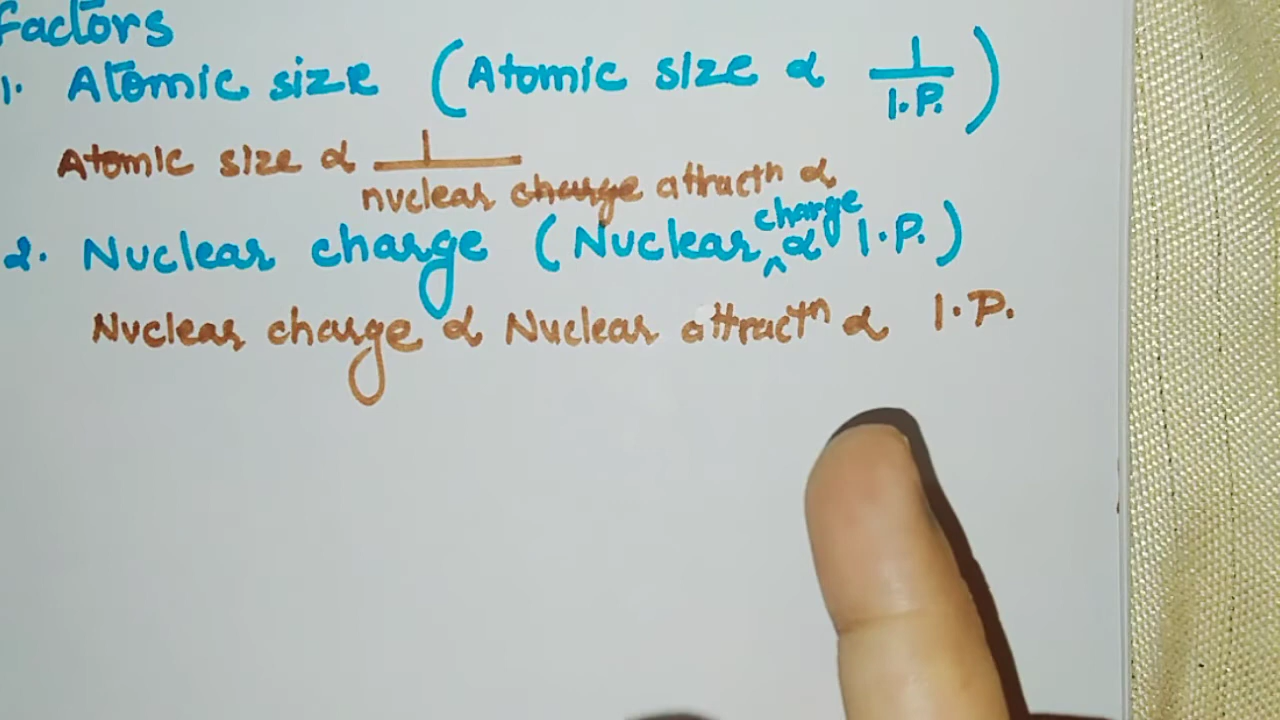 Factors
1. Atomic size (Atomic size ∝ 1/I.P.)
Atomic size ∝ 1/nuclear charge attractⁿ ∝
2. Nuclear charge (Nuclear charge ∝ I.P.)
Nuclear charge ∝ Nuclear attractⁿ ∝ I.P.